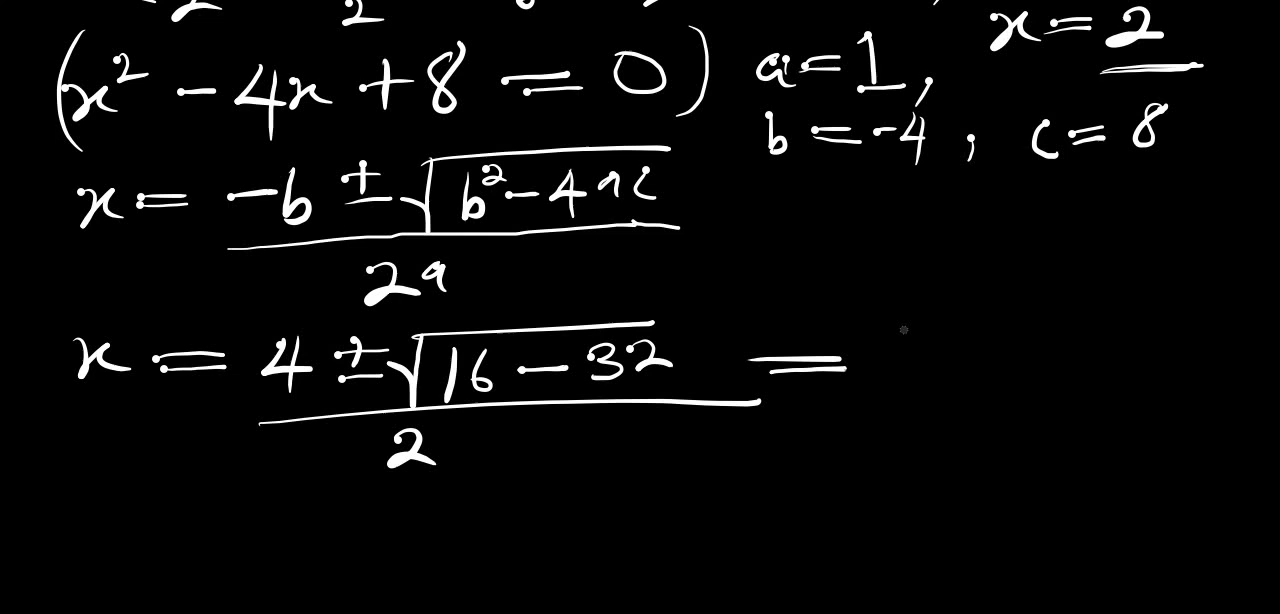 x = 2
(x² - 4x + 8 = 0) a = 1,
b = -4 , c = 8
x = -b ± √(b² - 4ac) / 2a
x = 4 ± √(16 - 32) / 2 =